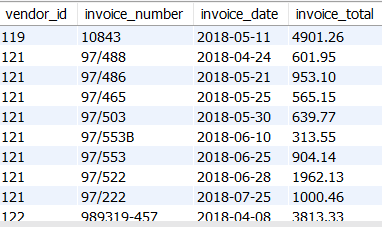 vendor_id invoice_number invoice_date invoice_total
119 10843 2018-05-11 4901.26
121 97/488 2018-04-24 601.95
121 97/486 2018-05-21 953.10
121 97/465 2018-05-25 565.15
121 97/503 2018-05-30 639.77
121 97/553B 2018-06-10 313.55
121 97/553 2018-06-25 904.14
121 97/522 2018-06-28 1962.13
121 97/222 2018-07-25 1000.46
122 989319-457 2018-04-08 3813.33